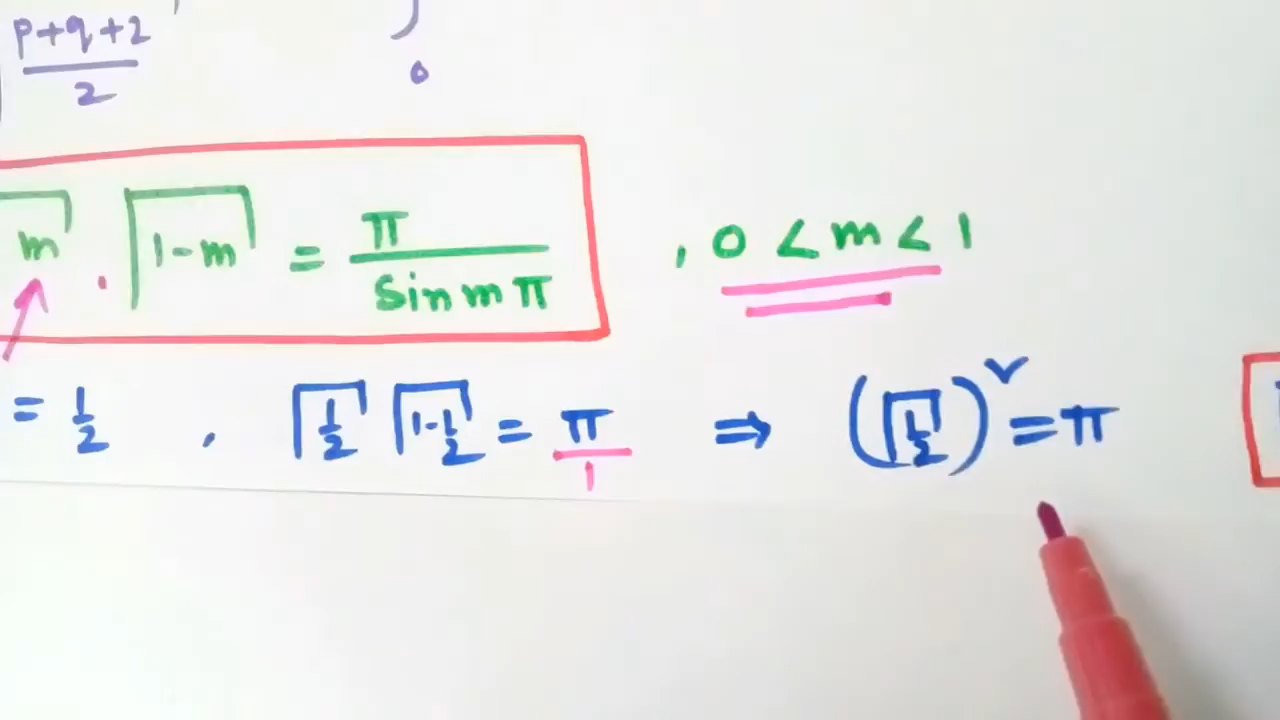 p+q+2
2
0
m . Γ1-m = π / sin mπ , 0 < m < 1
= 1/2 , Γ1/2 Γ1-1/2 = π/1 ⇒ (Γ1/2)² = π